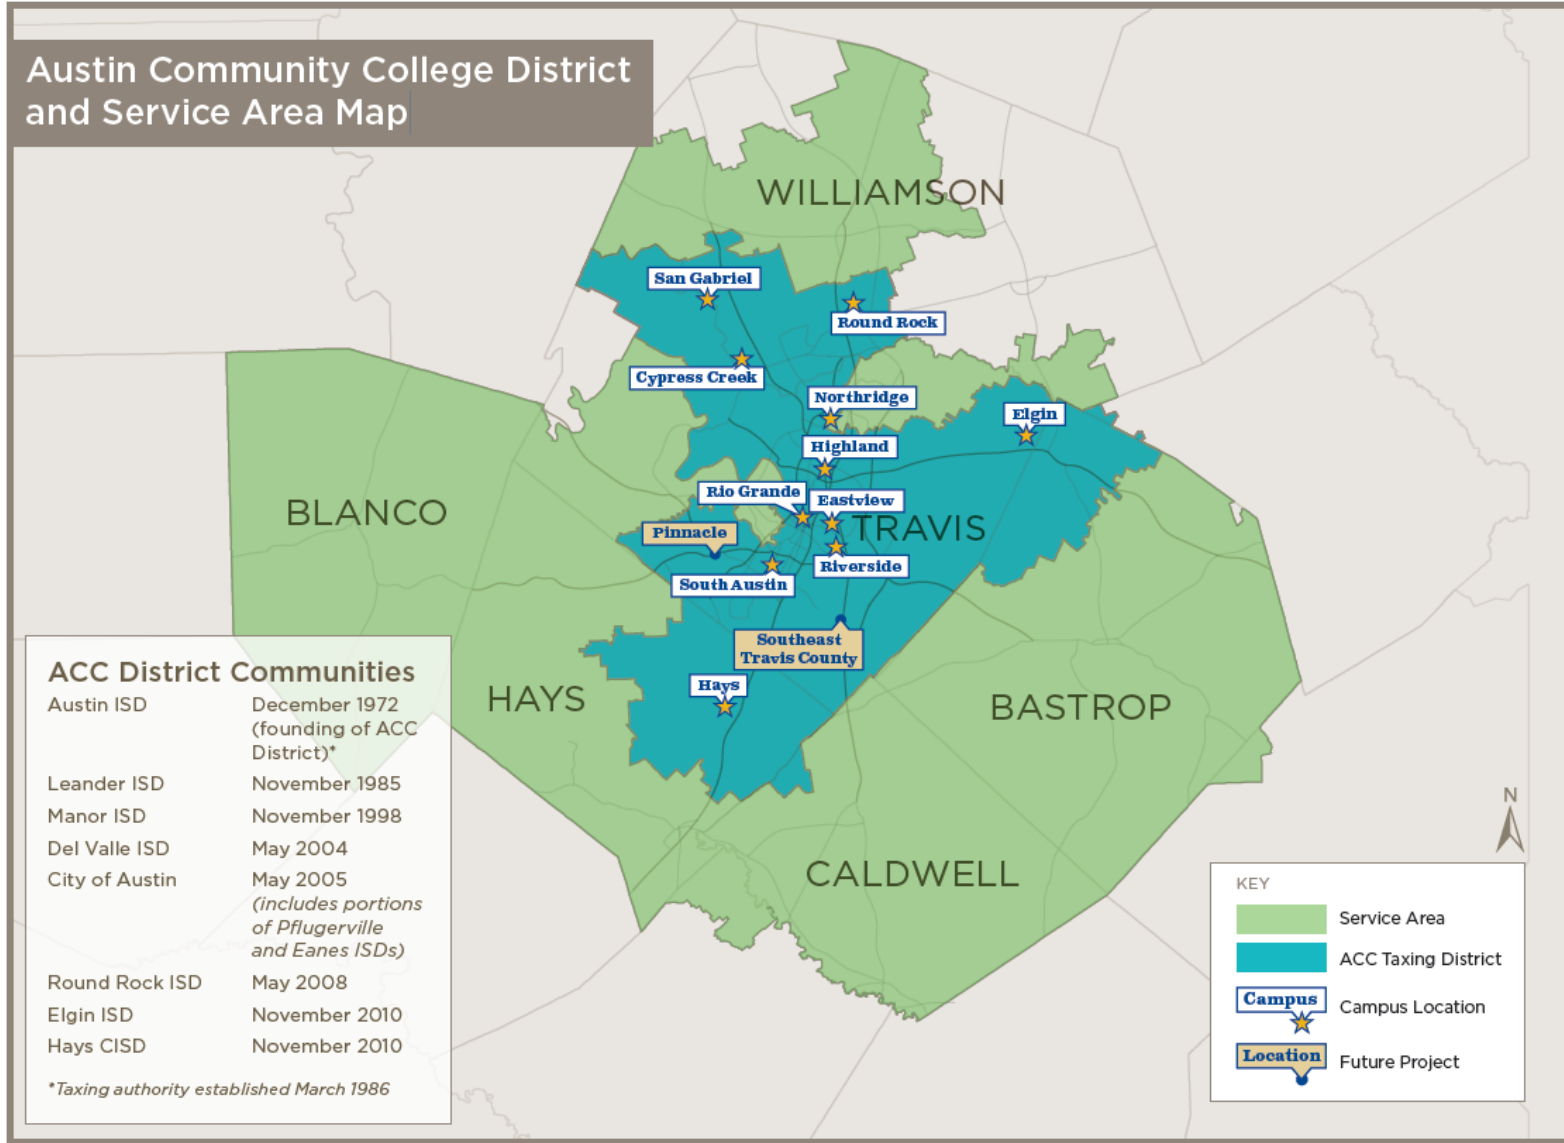 Austin Community College District
and Service Area Map
WILLIAMSON
San Gabriel
Round Rock
Cypress Creek
Northridge
Elgin
Highland
Rio Grande
Eastview
BLANCO
Pinnacle
TRAVIS
Riverside
South Austin
Southeast
Travis County
Hays
HAYS
BASTROP
CALDWELL
ACC District Communities
Austin ISD December 1972
(founding of ACC
District)*
Leander ISD November 1985
Manor ISD November 1998
Del Valle ISD May 2004
City of Austin May 2005
(includes portions
of Pflugerville
and Eanes ISDs)
Round Rock ISD May 2008
Elgin ISD November 2010
Hays CISD November 2010
*Taxing authority established March 1986
N
KEY
Service Area
ACC Taxing District
Campus Campus Location
Location Future Project